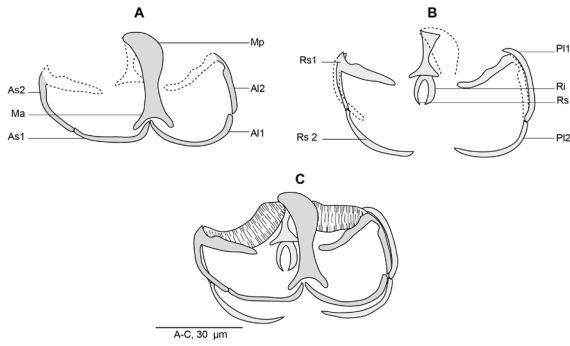 A
B
Mp
As2
Al2
Ma
As1
Al1
Rs1
Pl1
Ri
Rs
Rs 2
Pl2
C
A-C, 30 μm